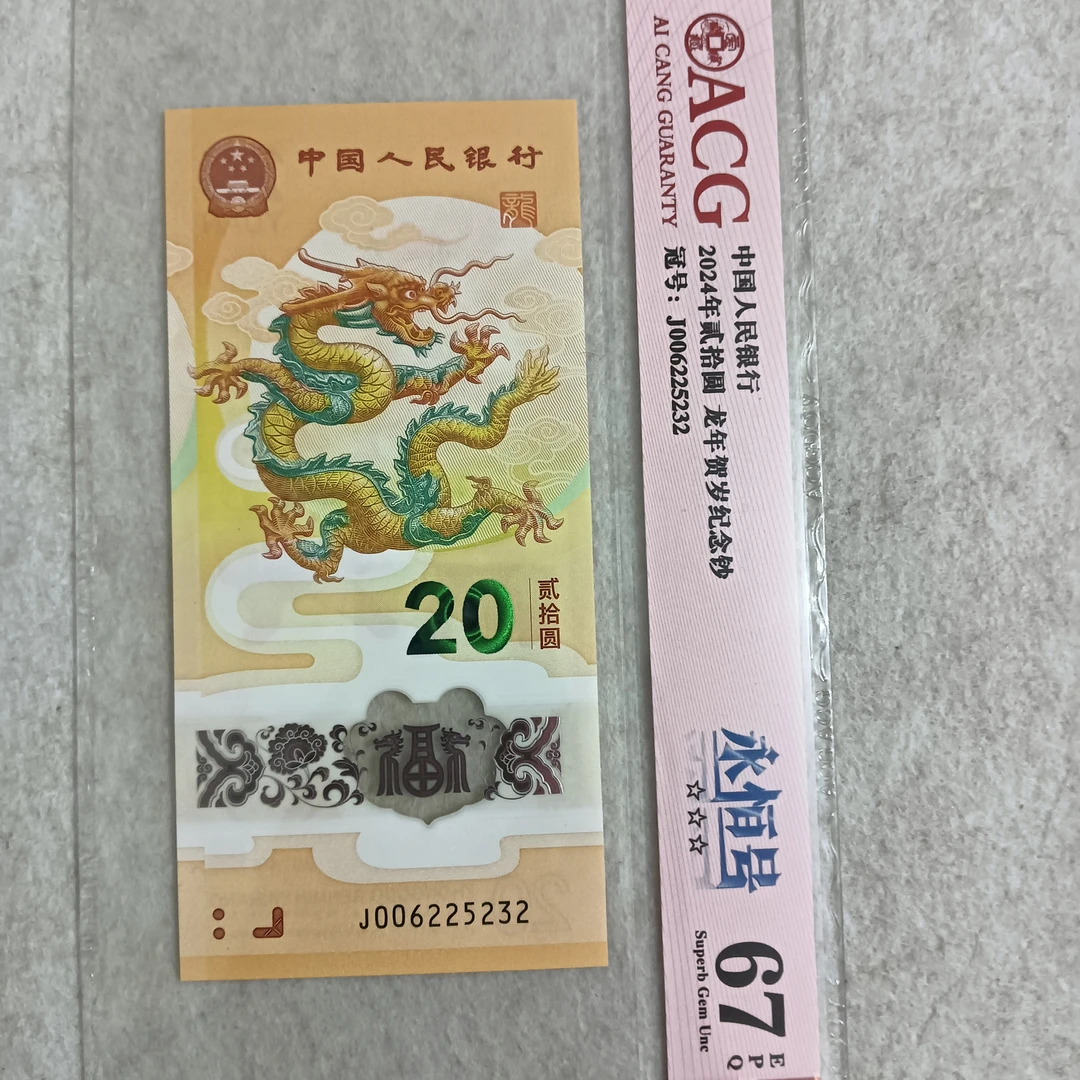 中国人民银行
龍
20
贰拾圆
福
J006225232
ACG
AI CANG GUARANTY
中国人民银行
2024年贰拾圆 龙年贺岁纪念钞
冠号：J006225232
永恒号
☆☆☆
67
EPQ
Superb Gem Unc